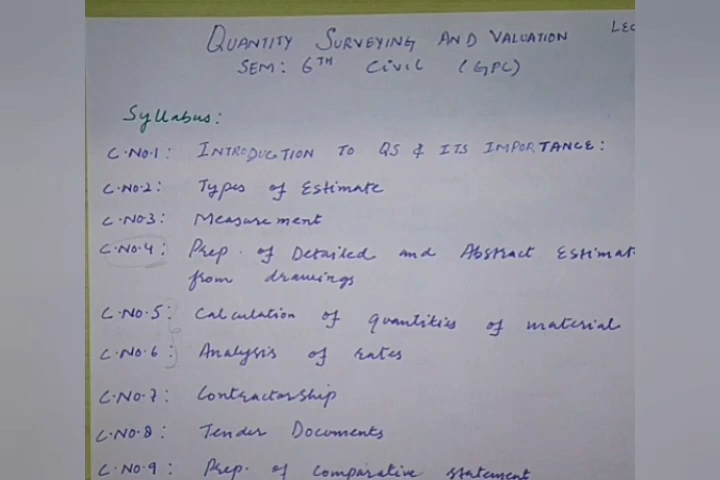 LEC
QUANTITY SURVEYING AND VALUATION
SEM: 6TH CIVIL (GPC)
Syllabus:
C.NO.1: INTRODUCTION TO QS & ITS IMPORTANCE:
C.NO.2: Types of Estimate
C.NO.3: Measurement
C.NO.4: Prep. of Detailed and Abstract Estimat
from drawings
C.NO.5: Calculation of quantities of material
C.NO.6: Analysis of rates
C.NO.7: Contractorship
C.NO.8: Tender Documents
C.NO.9: Prep. of comparative statement